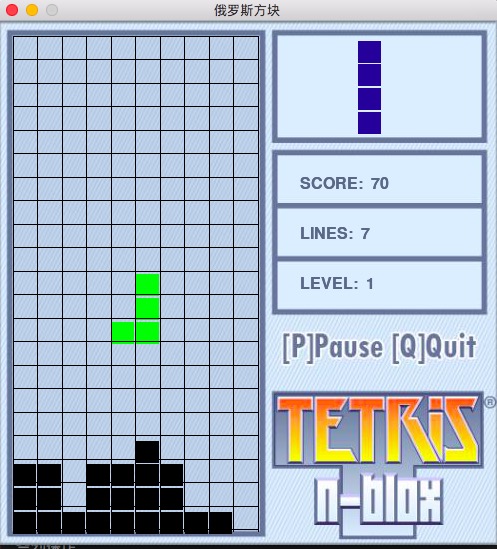 俄罗斯方块
SCORE: 70
LINES: 7
LEVEL: 1
[P]Pause [Q]Quit
TETRiS®
n-blox